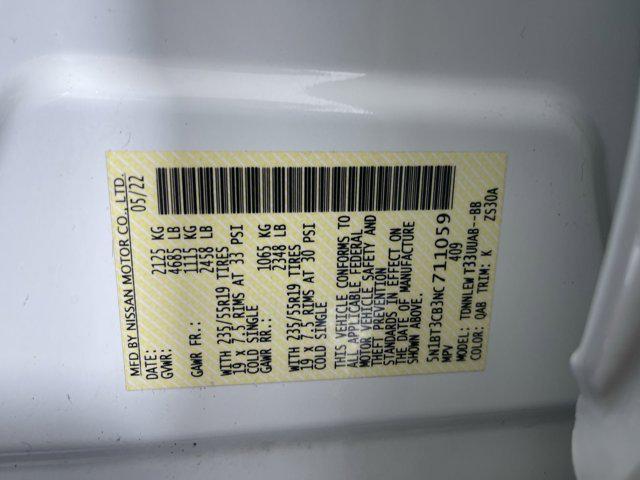 MFD BY NISSAN MOTOR CO., LTD.
DATE: 05/22
GVWR: 2125 KG
4685 LB
GAWR FR.: 1115 KG
2458 LB
WITH 235/55R19 TIRES
19 X 7.5 RIMS AT 33 PSI
COLD SINGLE
GAWR RR.: 1065 KG
2348 LB
WITH 235/55R19 TIRES
19 X 7.5 RIMS AT 30 PSI
COLD SINGLE
THIS VEHICLE CONFORMS TO
ALL APPLICABLE FEDERAL
MOTOR VEHICLE SAFETY AND
THEFT PREVENTION
STANDARDS IN EFFECT ON
THE DATE OF MANUFACTURE
SHOWN ABOVE.
5N1BT3CB3NC711059
MPV 409
MODEL: TDNNLEW T33UUAB--BB
COLOR: QAB TRIM: K ZS30A